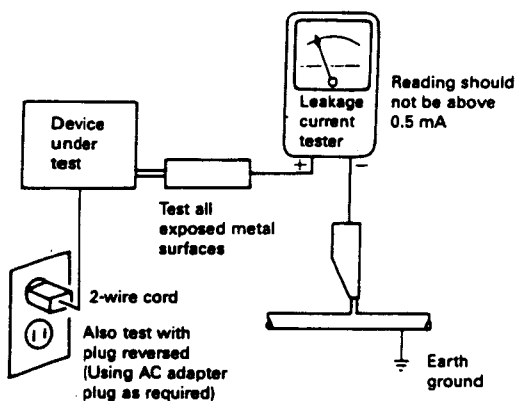 Device
under
test
Leakage
current
tester
+ –
Reading should
not be above
0.5 mA
Test all
exposed metal
surfaces
2-wire cord
Also test with
plug reversed
(Using AC adapter
plug as required)
Earth
ground